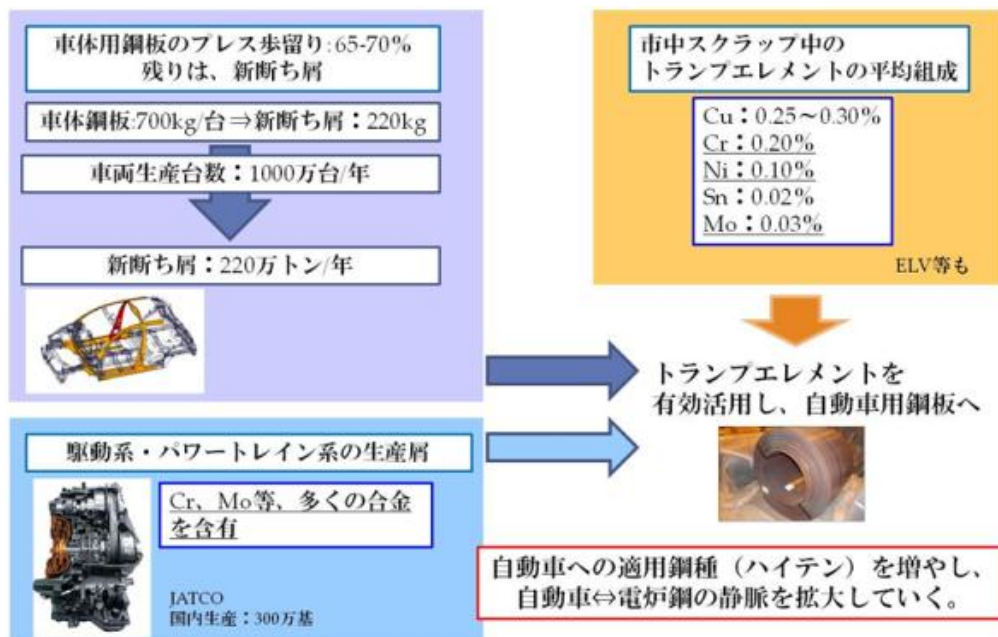 車体用鋼板のプレス歩留り:65-70%
残りは、新断ち屑
車体鋼板:700kg/台⇒新断ち屑：220kg
車両生産台数：1000万台/年
新断ち屑：220万トン/年
駆動系・パワートレイン系の生産屑
Cr、Mo等、多くの合金
を含有
JATCO
国内生産：300万基
市中スクラップ中の
トランプエレメントの平均組成
Cu：0.25～0.30%
Cr：0.20%
Ni：0.10%
Sn：0.02%
Mo：0.03%
ELV等も
トランプエレメントを
有効活用し、自動車用鋼板へ
自動車への適用鋼種（ハイテン）を増やし、
自動車⇔電炉鋼の静脈を拡大していく。